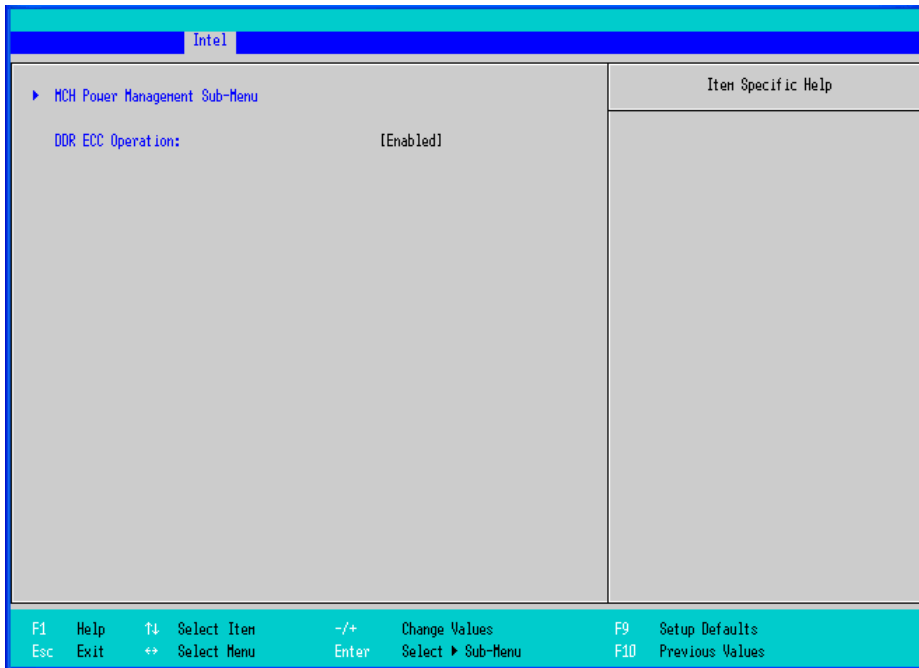 Intel
▶ MCH Power Management Sub-Menu
DDR ECC Operation: [Enabled]
Item Specific Help
F1 Help ↑↓ Select Item -/+ Change Values F9 Setup Defaults
Esc Exit ↔ Select Menu Enter Select ▶ Sub-Menu F10 Previous Values